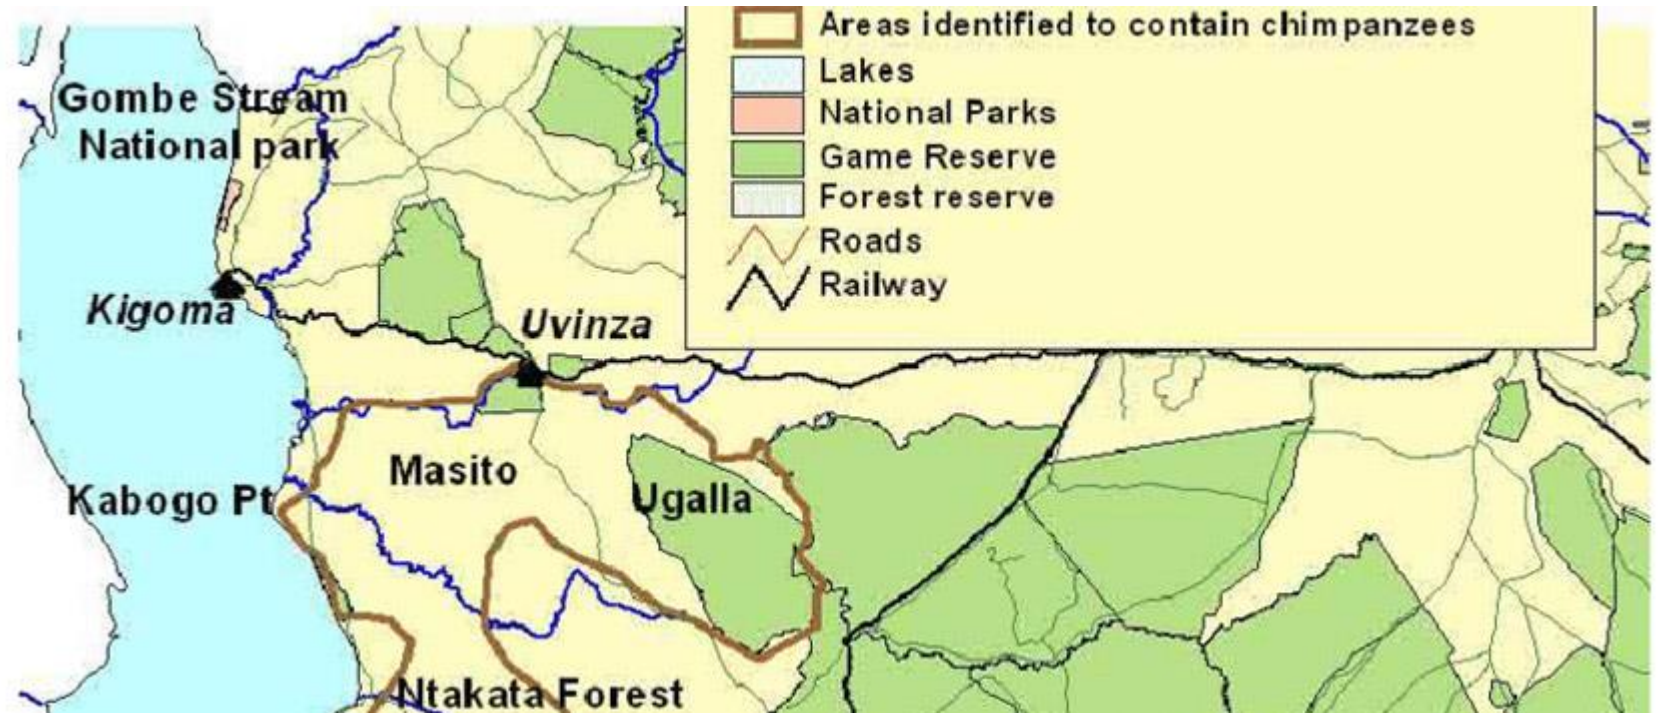 Areas identified to contain chimpanzees
Lakes
National Parks
Game Reserve
Forest reserve
Roads
Railway
Gombe Stream
National park
Kigoma
Uvinza
Masito
Ugalla
Kabogo Pt
Ntakata Forest